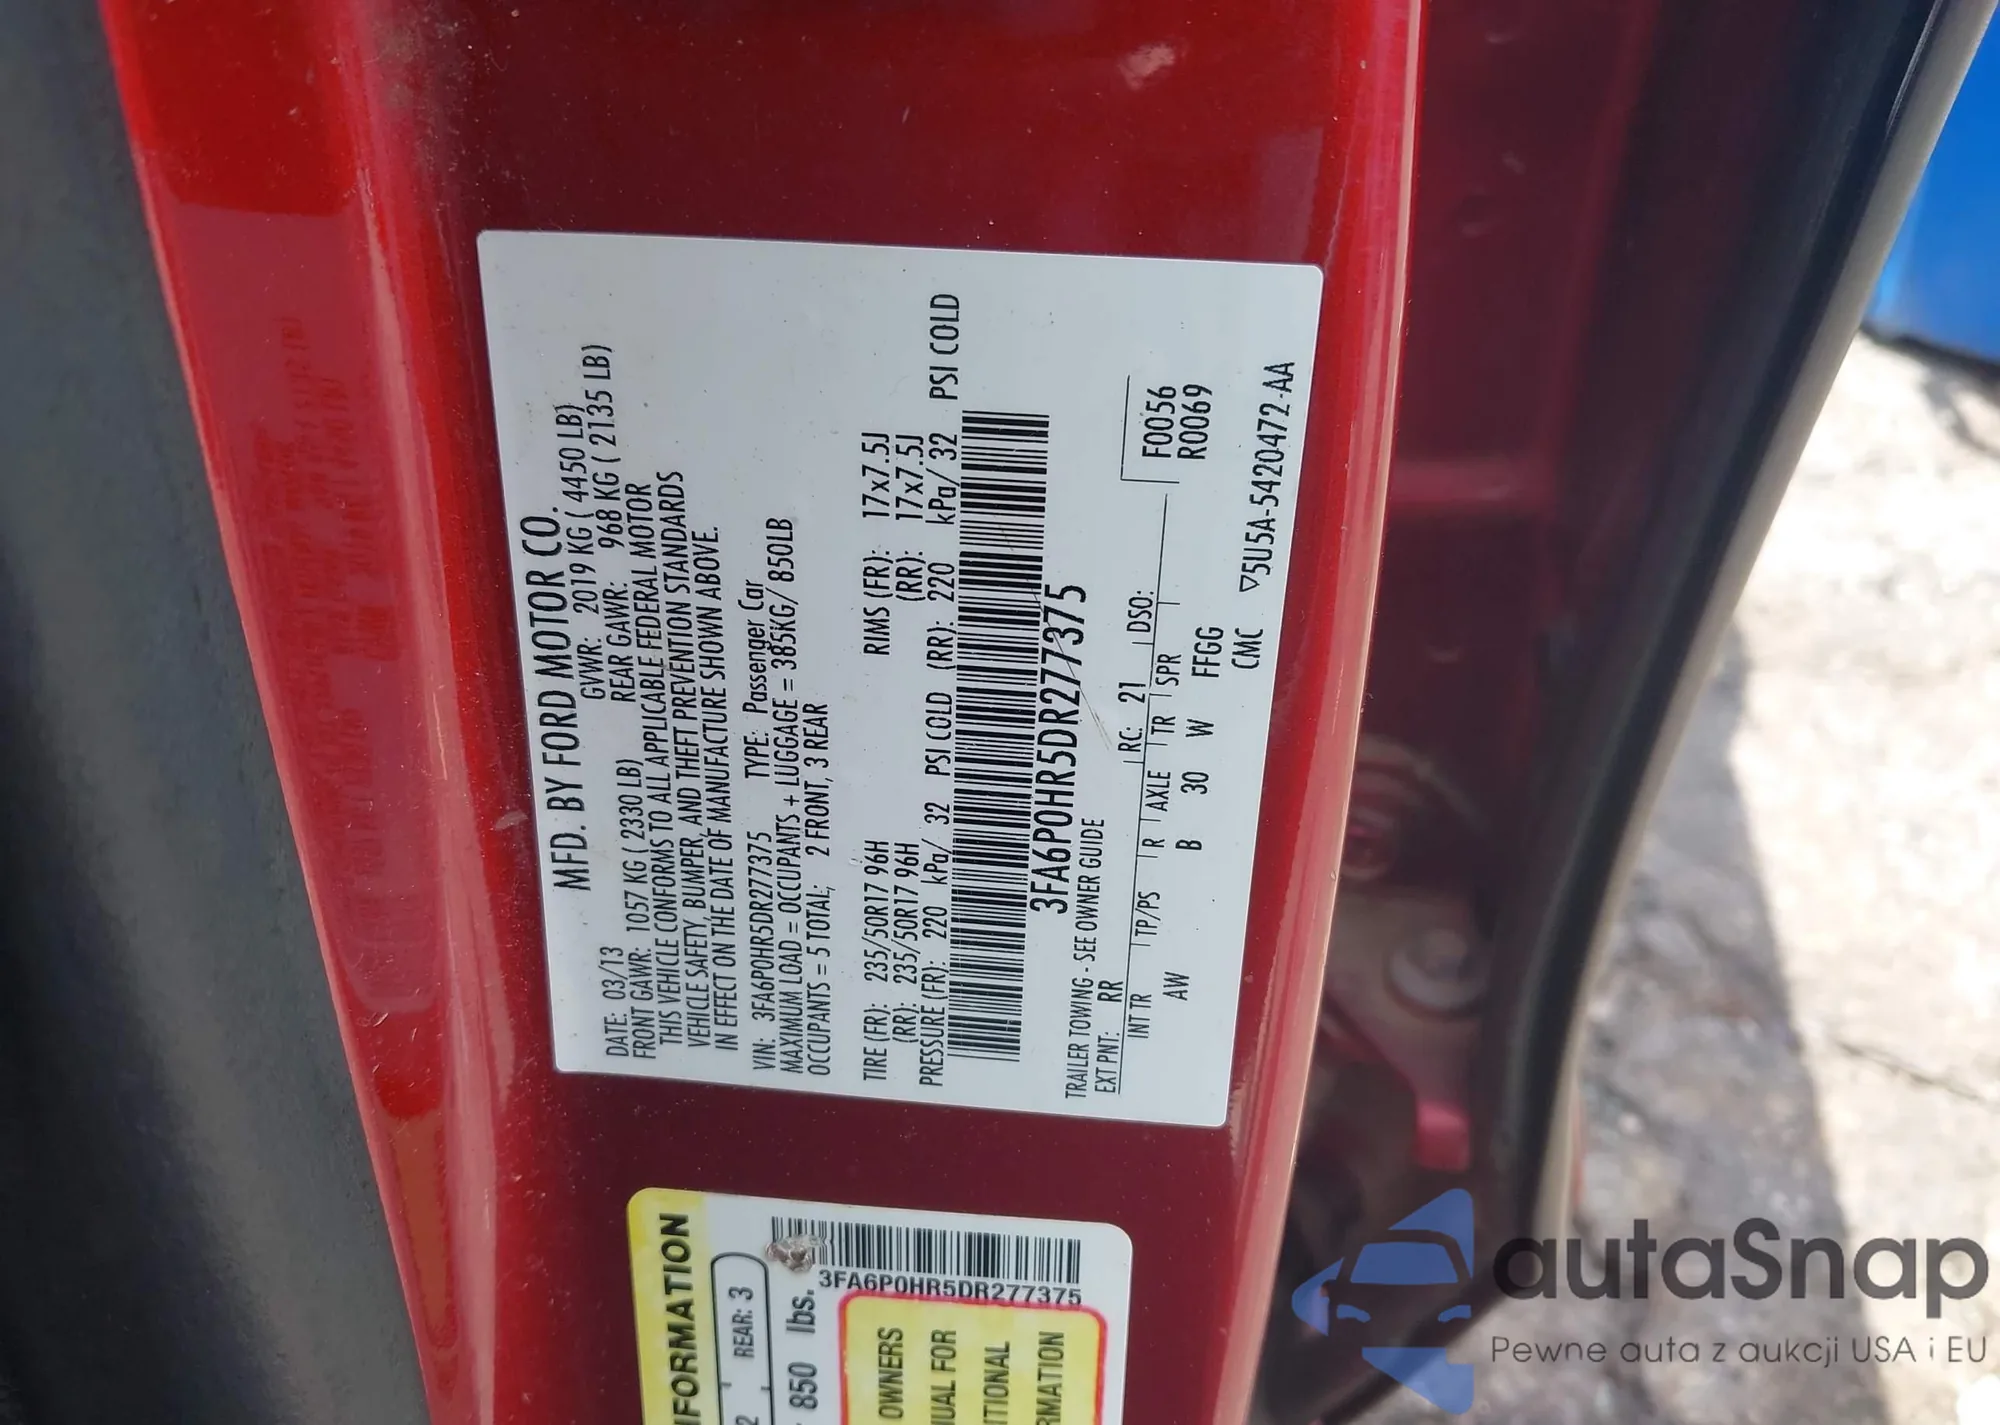 MFD. BY FORD MOTOR CO.
DATE: 03/13 GVWR: 2019 KG ( 4450 LB)
FRONT GAWR: 1057 KG ( 2330 LB) REAR GAWR: 968 KG ( 2135 LB)
THIS VEHICLE CONFORMS TO ALL APPLICABLE FEDERAL MOTOR
VEHICLE SAFETY, BUMPER, AND THEFT PREVENTION STANDARDS
IN EFFECT ON THE DATE OF MANUFACTURE SHOWN ABOVE.
VIN: 3FA6P0HR5DR277375 TYPE: Passenger Car
MAXIMUM LOAD = OCCUPANTS + LUGGAGE = 385KG/ 850LB
OCCUPANTS = 5 TOTAL; 2 FRONT, 3 REAR
TIRE (FR): 235/50R17 96H RIMS (FR): 17x7.5J
(RR): 235/50R17 96H (RR): 17x7.5J
PRESSURE (FR): 220 kPa/ 32 PSI COLD (RR): 220 kPa/ 32 PSI COLD
3FA6P0HR5DR277375
TRAILER TOWING - SEE OWNER GUIDE
EXT PNT: RR RC: 21 DSO:
F0056
R0069
INT TR TP/PS R AXLE TR SPR
AW B 30 W FFGG
CMC ▽5U5A-5420472-AA
FORMATION
REAR: 3
3FA6P0HR5DR277375
850 lbs.
OWNERS
UAL FOR
ITIONAL
RMATION
autaSnap
Pewne auta z aukcji USA i EU